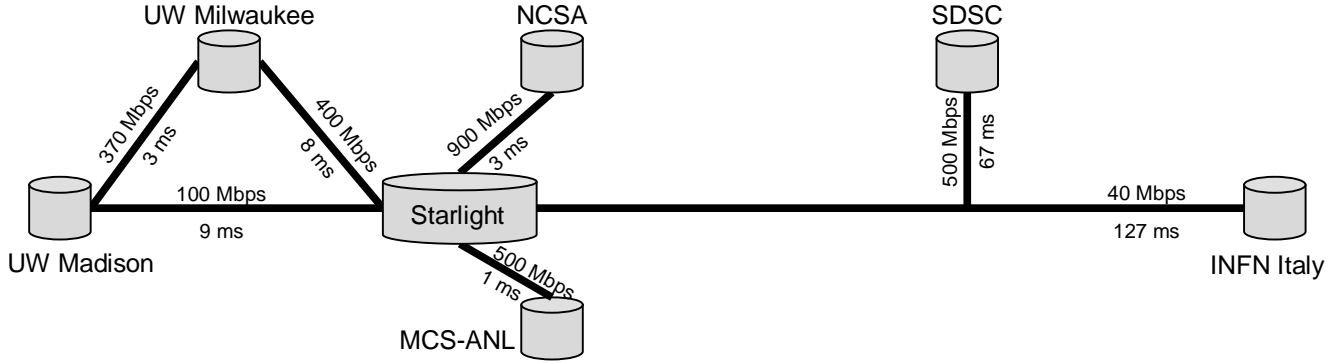 UW Milwaukee
NCSA
SDSC
370 Mbps
3 ms
400 Mbps
8 ms
900 Mbps
3 ms
500 Mbps
67 ms
100 Mbps
9 ms
Starlight
40 Mbps
127 ms
UW Madison
INFN Italy
500 Mbps
1 ms
MCS-ANL